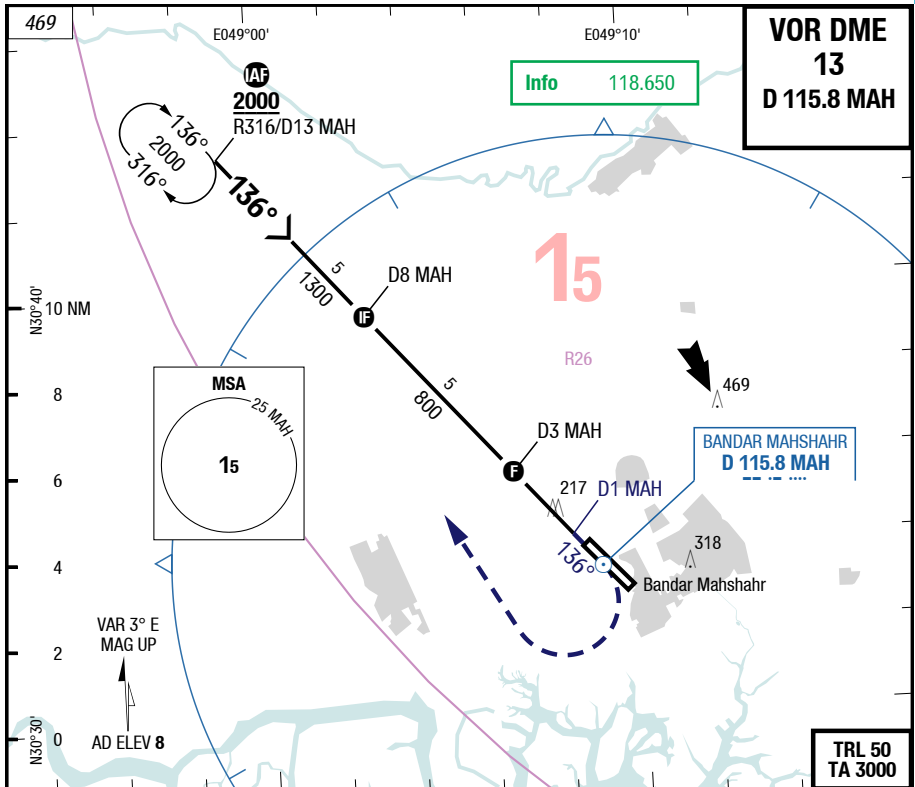 469
E049°00'
E049°10'
VOR DME
13
D 115.8 MAH
IAF
2000
R316/D13 MAH
Info 118.650
136°
2000
316°
136°
5
1300
D8 MAH
IF
15
N30°40'
10 NM
R26
5
800
MSA
25 MAH
15
8
469
D3 MAH
F
BANDAR MAHSHAHR
D 115.8 MAH
6
217
D1 MAH
136°
318
4
Bandar Mahshahr
VAR 3° E
MAG UP
2
N30°30'
0
AD ELEV 8
TRL 50
TA 3000